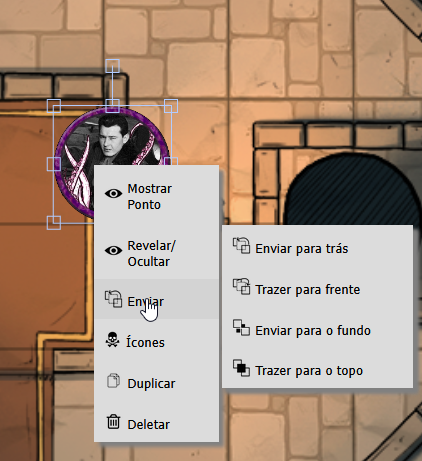 Mostrar
Ponto
Revelar/
Ocultar
Enviar
Ícones
Duplicar
Deletar
Enviar para trás
Trazer para frente
Enviar para o fundo
Trazer para o topo